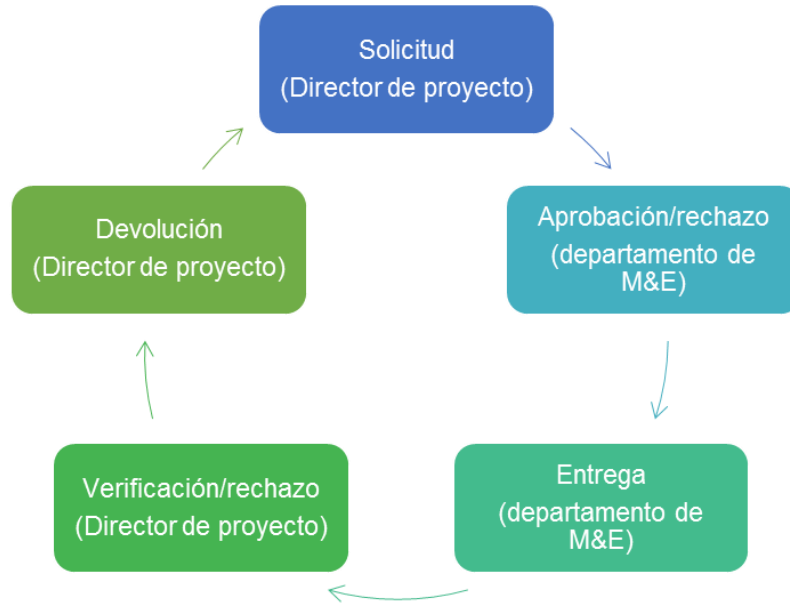 Solicitud
(Director de proyecto)
Aprobación/rechazo
(departamento de
M&E)
Entrega
(departamento de
M&E)
Verificación/rechazo
(Director de proyecto)
Devolución
(Director de proyecto)